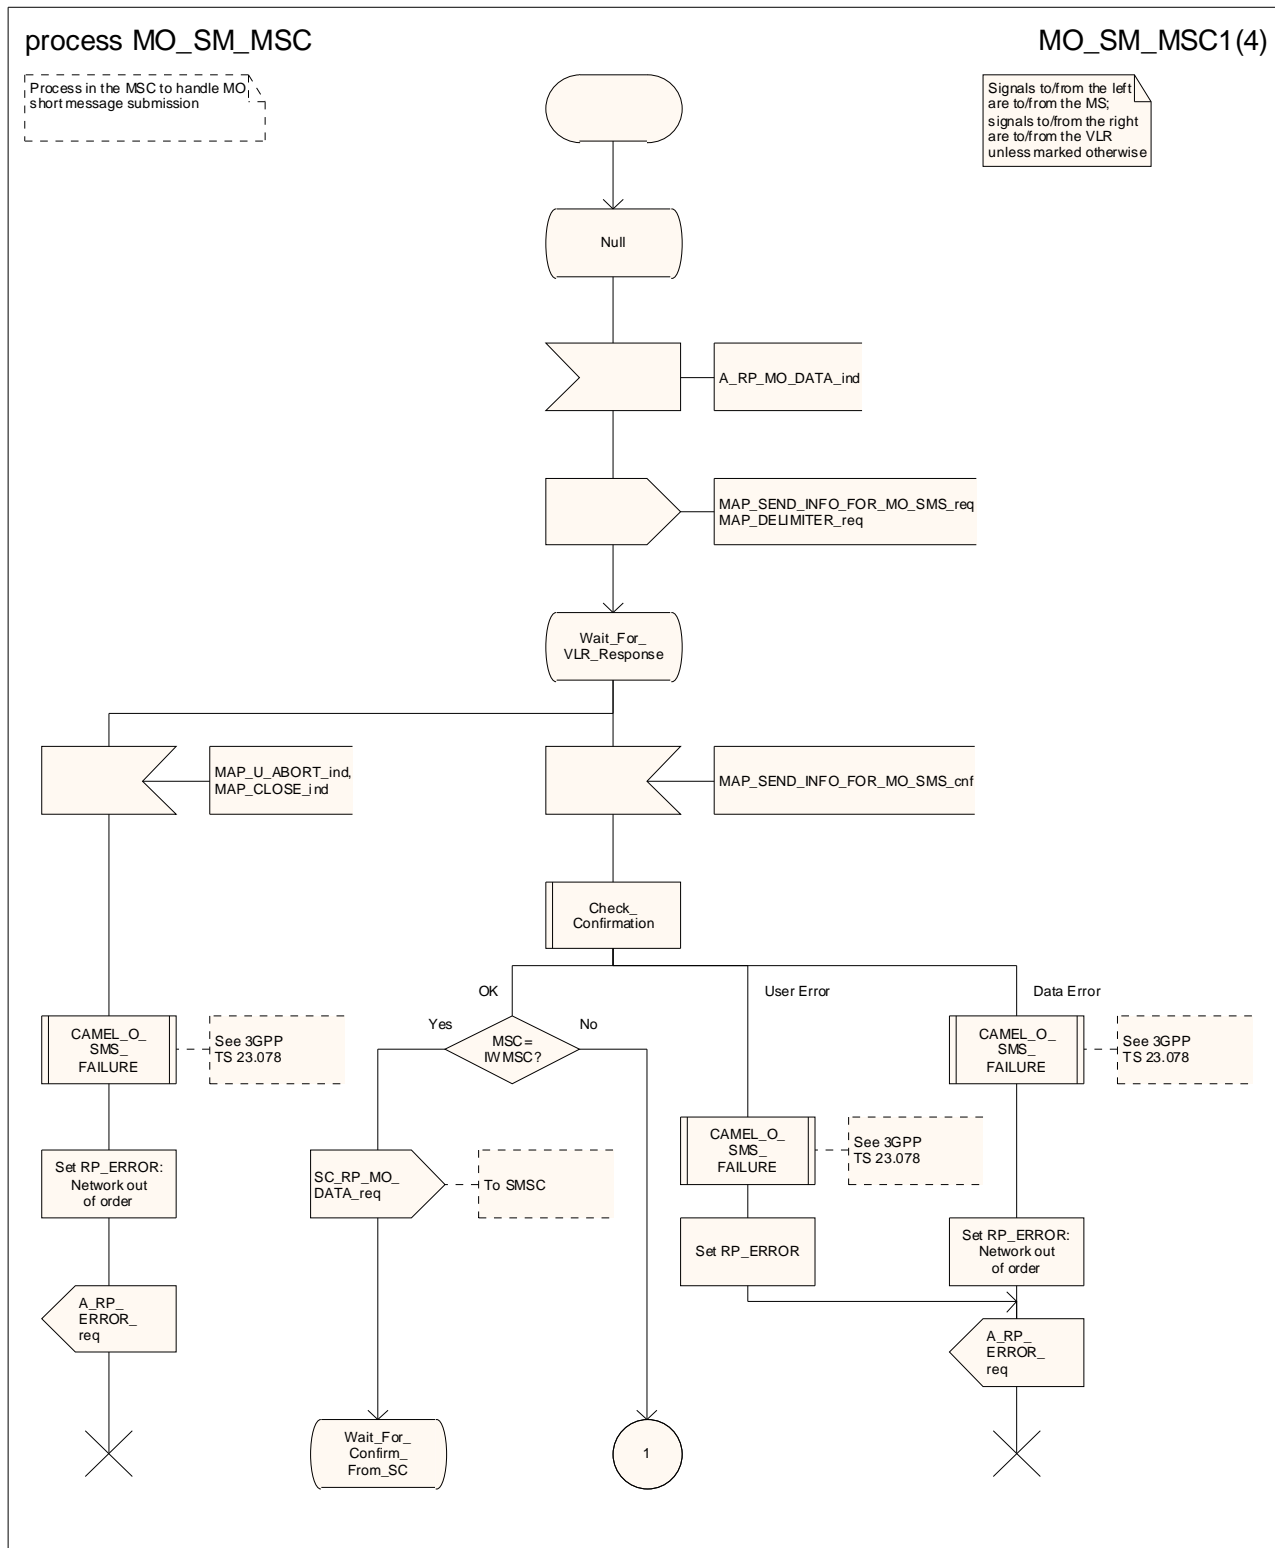 process MO_SM_MSC
MO_SM_MSC1(4)
Process in the MSC to handle MO
short message submission
Signals to/from the left
are to/from the MS;
signals to/from the right
are to/from the VLR
unless marked otherwise
Null
A_RP_MO_DATA_ind
MAP_SEND_INFO_FOR_MO_SMS_req
MAP_DELIMITER_req
Wait_For_
VLR_Response
MAP_U_ABORT_ind,
MAP_CLOSE_ind
MAP_SEND_INFO_FOR_MO_SMS_cnf
Check_
Confirmation
OK
User Error
Data Error
Yes
No
CAMEL_O_
SMS_
FAILURE
See 3GPP
TS 23.078
MSC=
IWMSC?
CAMEL_O_
SMS_
FAILURE
See 3GPP
TS 23.078
CAMEL_O_
SMS_
FAILURE
See 3GPP
TS 23.078
Set RP_ERROR:
Network out
of order
SC_RP_MO_
DATA_req
To SMSC
Set RP_ERROR
Set RP_ERROR:
Network out
of order
A_RP_
ERROR_
req
A_RP_
ERROR_
req
Wait_For_
Confirm_
From_SC
1